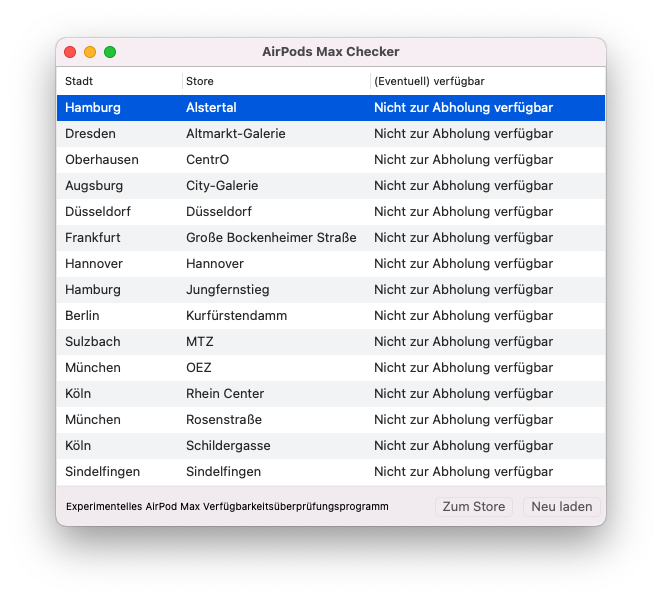 AirPods Max Checker
Stadt Store (Eventuell) verfügbar
Hamburg Alstertal Nicht zur Abholung verfügbar
Dresden Altmarkt-Galerie Nicht zur Abholung verfügbar
Oberhausen CentrO Nicht zur Abholung verfügbar
Augsburg City-Galerie Nicht zur Abholung verfügbar
Düsseldorf Düsseldorf Nicht zur Abholung verfügbar
Frankfurt Große Bockenheimer Straße Nicht zur Abholung verfügbar
Hannover Hannover Nicht zur Abholung verfügbar
Hamburg Jungfernstieg Nicht zur Abholung verfügbar
Berlin Kurfürstendamm Nicht zur Abholung verfügbar
Sulzbach MTZ Nicht zur Abholung verfügbar
München OEZ Nicht zur Abholung verfügbar
Köln Rhein Center Nicht zur Abholung verfügbar
München Rosenstraße Nicht zur Abholung verfügbar
Köln Schildergasse Nicht zur Abholung verfügbar
Sindelfingen Sindelfingen Nicht zur Abholung verfügbar
Experimentelles AirPod Max Verfügbarkeitsüberprüfungsprogramm Zum Store Neu laden